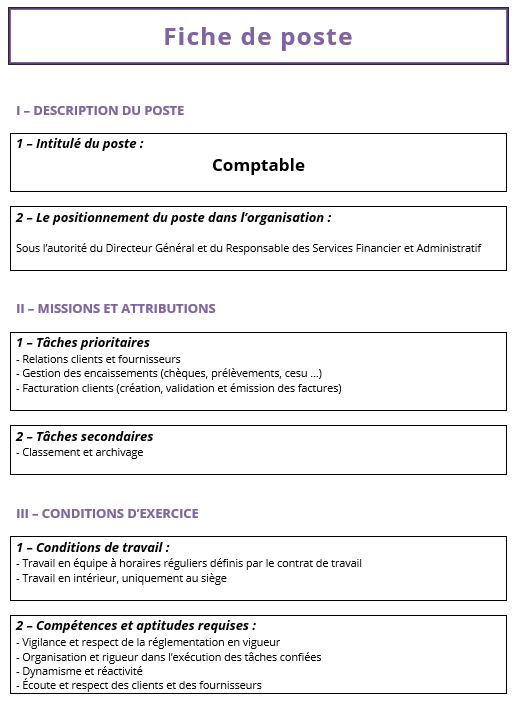 Fiche de poste
I – DESCRIPTION DU POSTE
1 – Intitulé du poste :
Comptable
2 – Le positionnement du poste dans l'organisation :
Sous l'autorité du Directeur Général et du Responsable des Services Financier et Administratif
II – MISSIONS ET ATTRIBUTIONS
1 – Tâches prioritaires
- Relations clients et fournisseurs
- Gestion des encaissements (chèques, prélèvements, cesu ...)
- Facturation clients (création, validation et émission des factures)
2 – Tâches secondaires
- Classement et archivage
III – CONDITIONS D'EXERCICE
1 – Conditions de travail :
- Travail en équipe à horaires réguliers définis par le contrat de travail
- Travail en intérieur, uniquement au siège
2 – Compétences et aptitudes requises :
- Vigilance et respect de la réglementation en vigueur
- Organisation et rigueur dans l'exécution des tâches confiées
- Dynamisme et réactivité
- Écoute et respect des clients et des fournisseurs